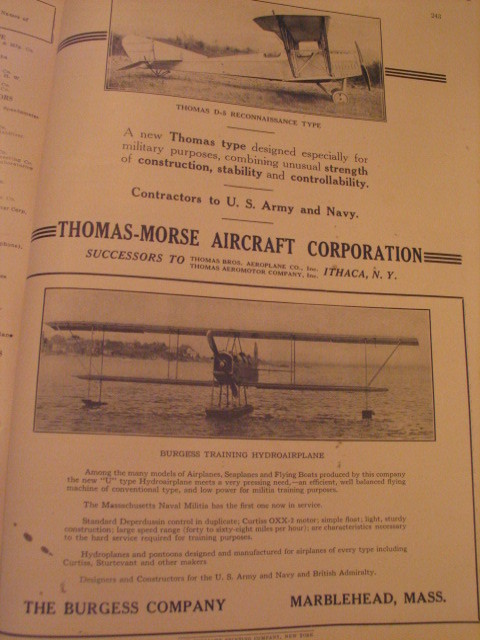 240
THOMAS D-5 RECONNAISSANCE TYPE
A new Thomas type designed especially for
military purposes, combining unusual strength
of construction, stability and controllability.
Contractors to U. S. Army and Navy.
THOMAS-MORSE AIRCRAFT CORPORATION
SUCCESSORS TO THOMAS BROS. AEROPLANE CO., Inc. ITHACA, N. Y.
THOMAS AEROMOTOR COMPANY, Inc.
BURGESS TRAINING HYDROAIRPLANE
Among the many models of Airplanes, Seaplanes and Flying Boats produced by this company
the new "U" type Hydroairplane meets a very pressing need,—an efficient, well balanced flying
machine of conventional type, and low power for militia training purposes.
The Massachusetts Naval Militia has the first one now in service.
Standard Deperdussin control in duplicate; Curtiss OXX-2 motor; simple float; light, sturdy
construction; large speed range (forty to sixty-eight miles per hour); are characteristics necessary
to the hard service required for training purposes.
Hydroplanes and pontoons designed and manufactured for airplanes of every type including
Curtiss, Sturtevant and other makers
Designers and Constructors for the U. S. Army and Navy and British Admiralty.
THE BURGESS COMPANY MARBLEHEAD, MASS.
COMPANY, NEW YORK